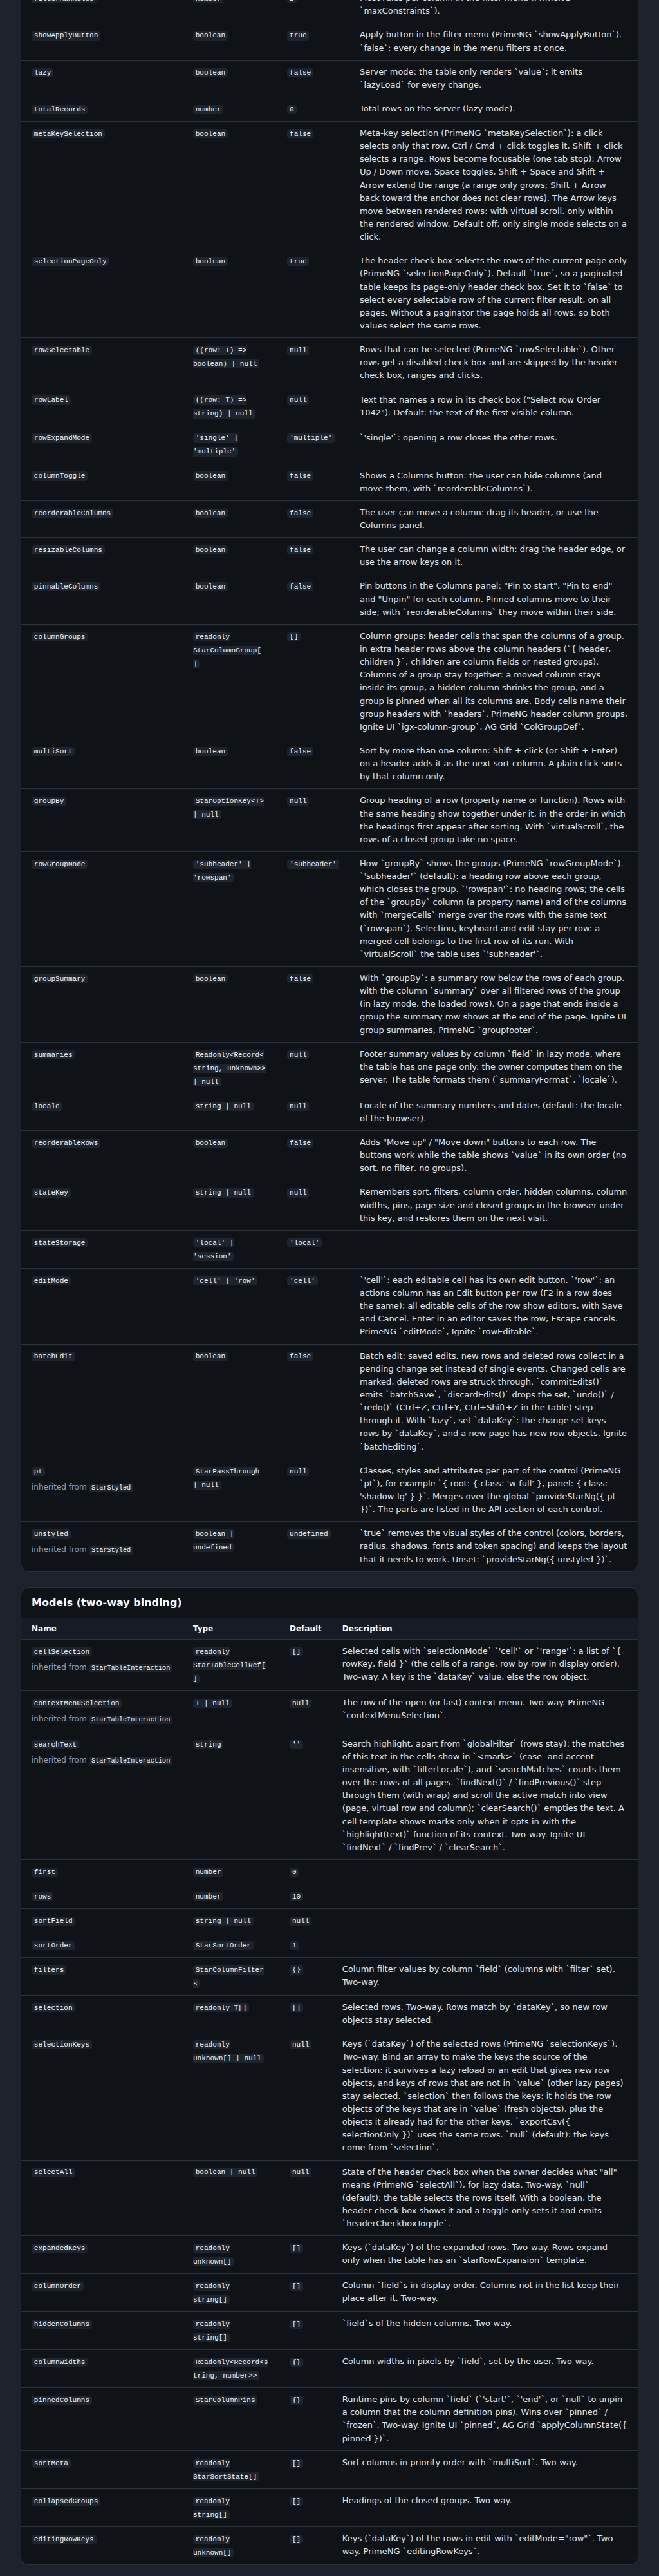 `maxConstraints`).
showApplyButton boolean true Apply button in the filter menu (PrimeNG `showApplyButton`).
`false`: every change in the menu filters at once.
lazy boolean false Server mode: the table only renders `value`; it emits
`lazyLoad` for every change.
totalRecords number 0 Total rows on the server (lazy mode).
metaKeySelection boolean false Meta-key selection (PrimeNG `metaKeySelection`): a click
selects only that row, Ctrl / Cmd + click toggles it, Shift + click
selects a range. Rows become focusable (one tab stop): Arrow
Up / Down move, Space toggles, Shift + Space and Shift +
Arrow extend the range (a range only grows; Shift + Arrow
back toward the anchor does not clear rows). The Arrow keys
move between rendered rows: with virtual scroll, only within
the rendered window. Default off: only single mode selects on a
click.
selectionPageOnly boolean true The header check box selects the rows of the current page only
(PrimeNG `selectionPageOnly`). Default `true`, so a paginated
table keeps its page-only header check box. Set it to `false` to
select every selectable row of the current filter result, on all
pages. Without a paginator the page holds all rows, so both
values select the same rows.
rowSelectable ((row: T) => null Rows that can be selected (PrimeNG `rowSelectable`). Other
boolean) | null rows get a disabled check box and are skipped by the header
check box, ranges and clicks.
rowLabel ((row: T) => null Text that names a row in its check box ("Select row Order
string) | null 1042"). Default: the text of the first visible column.
rowExpandMode 'single' | 'multiple' `'single'`: opening a row closes the other rows.
'multiple'
columnToggle boolean false Shows a Columns button: the user can hide columns (and
move them, with `reorderableColumns`).
reorderableColumns boolean false The user can move a column: drag its header, or use the
Columns panel.
resizableColumns boolean false The user can change a column width: drag the header edge, or
use the arrow keys on it.
pinnableColumns boolean false Pin buttons in the Columns panel: "Pin to start", "Pin to end"
and "Unpin" for each column. Pinned columns move to their
side; with `reorderableColumns` they move within their side.
columnGroups readonly [] Column groups: header cells that span the columns of a group,
StarColumnGroup[ in extra header rows above the column headers (`{ header,
] children }`, children are column fields or nested groups).
Columns of a group stay together: a moved column stays
inside its group, a hidden column shrinks the group, and a
group is pinned when all its columns are. Body cells name their
group headers with `headers`. PrimeNG header column groups,
Ignite UI `igx-column-group`, AG Grid `ColGroupDef`.
multiSort boolean false Sort by more than one column: Shift + click (or Shift + Enter)
on a header adds it as the next sort column. A plain click sorts
by that column only.
groupBy StarOptionKey<T> null Group heading of a row (property name or function). Rows with
| null the same heading show together under it, in the order in which
the headings first appear after sorting. With `virtualScroll`, the
rows of a closed group take no space.
rowGroupMode 'subheader' | 'subheader' How `groupBy` shows the groups (PrimeNG `rowGroupMode`).
'rowspan' `'subheader'` (default): a heading row above each group,
which closes the group. `'rowspan'`: no heading rows; the cells
of the `groupBy` column (a property name) and of the columns
with `mergeCells` merge over the rows with the same text
(`rowspan`). Selection, keyboard and edit stay per row: a
merged cell belongs to the first row of its run. With
`virtualScroll` the table uses `'subheader'`.
groupSummary boolean false With `groupBy`: a summary row below the rows of each group,
with the column `summary` over all filtered rows of the group
(in lazy mode, the loaded rows). On a page that ends inside a
group the summary row shows at the end of the page. Ignite UI
group summaries, PrimeNG `groupfooter`.
summaries Readonly<Record< null Footer summary values by column `field` in lazy mode, where
string, unknown>> the table has one page only: the owner computes them on the
| null server. The table formats them (`summaryFormat`, `locale`).
locale string | null null Locale of the summary numbers and dates (default: the locale
of the browser).
reorderableRows boolean false Adds "Move up" / "Move down" buttons to each row. The
buttons work while the table shows `value` in its own order (no
sort, no filter, no groups).
stateKey string | null null Remembers sort, filters, column order, hidden columns, column
widths, pins, page size and closed groups in the browser under
this key, and restores them on the next visit.
stateStorage 'local' | 'local'
'session'
editMode 'cell' | 'row' 'cell' `'cell'`: each editable cell has its own edit button. `'row'`: an
actions column has an Edit button per row (F2 in a row does
the same); all editable cells of the row show editors, with Save
and Cancel. Enter in an editor saves the row, Escape cancels.
PrimeNG `editMode`, Ignite `rowEditable`.
batchEdit boolean false Batch edit: saved edits, new rows and deleted rows collect in a
pending change set instead of single events. Changed cells are
marked, deleted rows are struck through. `commitEdits()`
emits `batchSave`, `discardEdits()` drops the set, `undo()` /
`redo()` (Ctrl+Z, Ctrl+Y, Ctrl+Shift+Z in the table) step
through it. With `lazy`, set `dataKey`: the change set keys
rows by `dataKey`, and a new page has new row objects. Ignite
`batchEditing`.
pt StarPassThrough null Classes, styles and attributes per part of the control (PrimeNG
inherited from StarStyled | null `pt`), for example `{ root: { class: 'w-full' }, panel: { class:
'shadow-lg' } }`. Merges over the global `provideStarNg({ pt
})`. The parts are listed in the API section of each control.
unstyled boolean | undefined `true` removes the visual styles of the control (colors, borders,
inherited from StarStyled undefined radius, shadows, fonts and token spacing) and keeps the layout
that it needs to work. Unset: `provideStarNg({ unstyled })`.
Models (two-way binding)
Name Type Default Description
cellSelection readonly [] Selected cells with `selectionMode` `'cell'` or `'range'`: a list of `{
inherited from StarTableInteraction StarTableCellRef[ rowKey, field }` (the cells of a range, row by row in display order).
] Two-way. A key is the `dataKey` value, else the row object.
contextMenuSelection T | null null The row of the open (or last) context menu. Two-way. PrimeNG
inherited from StarTableInteraction `contextMenuSelection`.
searchText string '' Search highlight, apart from `globalFilter` (rows stay): the matches
inherited from StarTableInteraction of this text in the cells show in `<mark>` (case- and accent-
insensitive, with `filterLocale`), and `searchMatches` counts them
over the rows of all pages. `findNext()` / `findPrevious()` step
through them (with wrap) and scroll the active match into view
(page, virtual row and column); `clearSearch()` empties the text. A
cell template shows marks only when it opts in with the
`highlight(text)` function of its context. Two-way. Ignite UI
`findNext` / `findPrev` / `clearSearch`.
first number 0
rows number 10
sortField string | null null
sortOrder StarSortOrder 1
filters StarColumnFilter {} Column filter values by column `field` (columns with `filter` set).
s Two-way.
selection readonly T[] [] Selected rows. Two-way. Rows match by `dataKey`, so new row
objects stay selected.
selectionKeys readonly null Keys (`dataKey`) of the selected rows (PrimeNG `selectionKeys`).
unknown[] | null Two-way. Bind an array to make the keys the source of the
selection: it survives a lazy reload or an edit that gives new row
objects, and keys of rows that are not in `value` (other lazy pages)
stay selected. `selection` then follows the keys: it holds the row
objects of the keys that are in `value` (fresh objects), plus the
objects it already had for the other keys. `exportCsv({
selectionOnly })` uses the same rows. `null` (default): the keys
come from `selection`.
selectAll boolean | null null State of the header check box when the owner decides what "all"
means (PrimeNG `selectAll`), for lazy data. Two-way. `null`
(default): the table selects the rows itself. With a boolean, the
header check box shows it and a toggle only sets it and emits
`headerCheckboxToggle`.
expandedKeys readonly [] Keys (`dataKey`) of the expanded rows. Two-way. Rows expand
unknown[] only when the table has an `starRowExpansion` template.
columnOrder readonly [] Column `field`s in display order. Columns not in the list keep their
string[] place after it. Two-way.
hiddenColumns readonly [] `field`s of the hidden columns. Two-way.
string[]
columnWidths Readonly<Record<s {} Column widths in pixels by `field`, set by the user. Two-way.
tring, number>>
pinnedColumns StarColumnPins {} Runtime pins by column `field` (`'start'`, `'end'`, or `null` to unpin
a column that the column definition pins). Wins over `pinned` /
`frozen`. Two-way. Ignite UI `pinned`, AG Grid `applyColumnState({
pinned })`.
sortMeta readonly [] Sort columns in priority order with `multiSort`. Two-way.
StarSortState[]
collapsedGroups readonly [] Headings of the closed groups. Two-way.
string[]
editingRowKeys readonly [] Keys (`dataKey`) of the rows in edit with `editMode="row"`. Two-
unknown[] way. PrimeNG `editingRowKeys`.